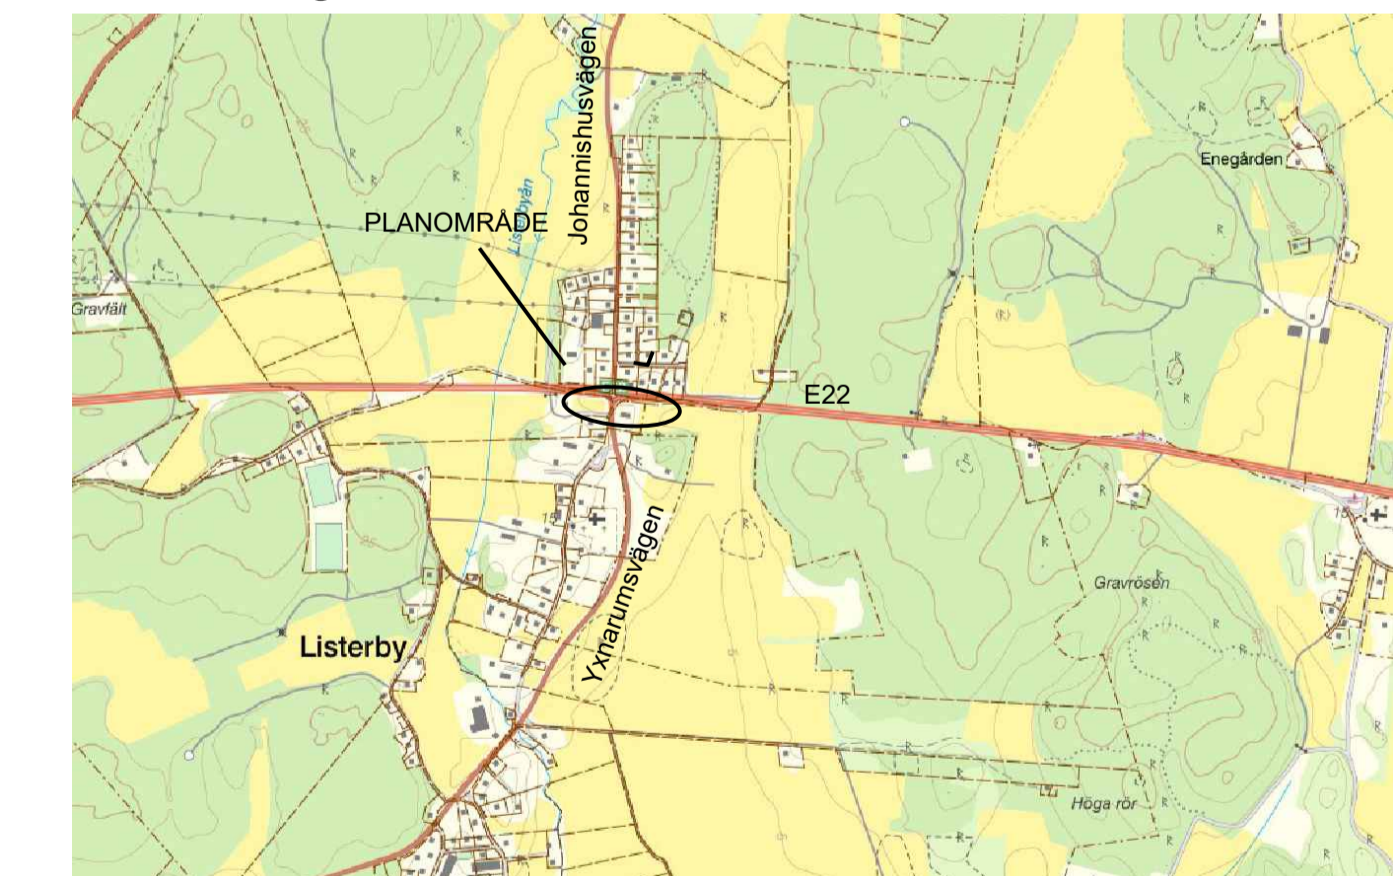 Johannishusvägen
Enegården
PLANOMRÅDE
Listerbyån
Gravfält
E22
Yxnarumsvägen
Gravrösen
Listerby
Höga rör